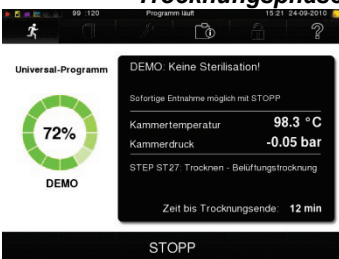 Trocknungsphase
99 :120 Programm läuft 15:21 24-09-2010
Universal-Programm
72%
DEMO
DEMO: Keine Sterilisation!
Sofortige Entnahme möglich mit STOPP
Kammertemperatur 98.3 °C
Kammerdruck -0.05 bar
STEP ST27: Trocknen - Belüftungstrocknung
Zeit bis Trocknungsende: 12 min
STOPP